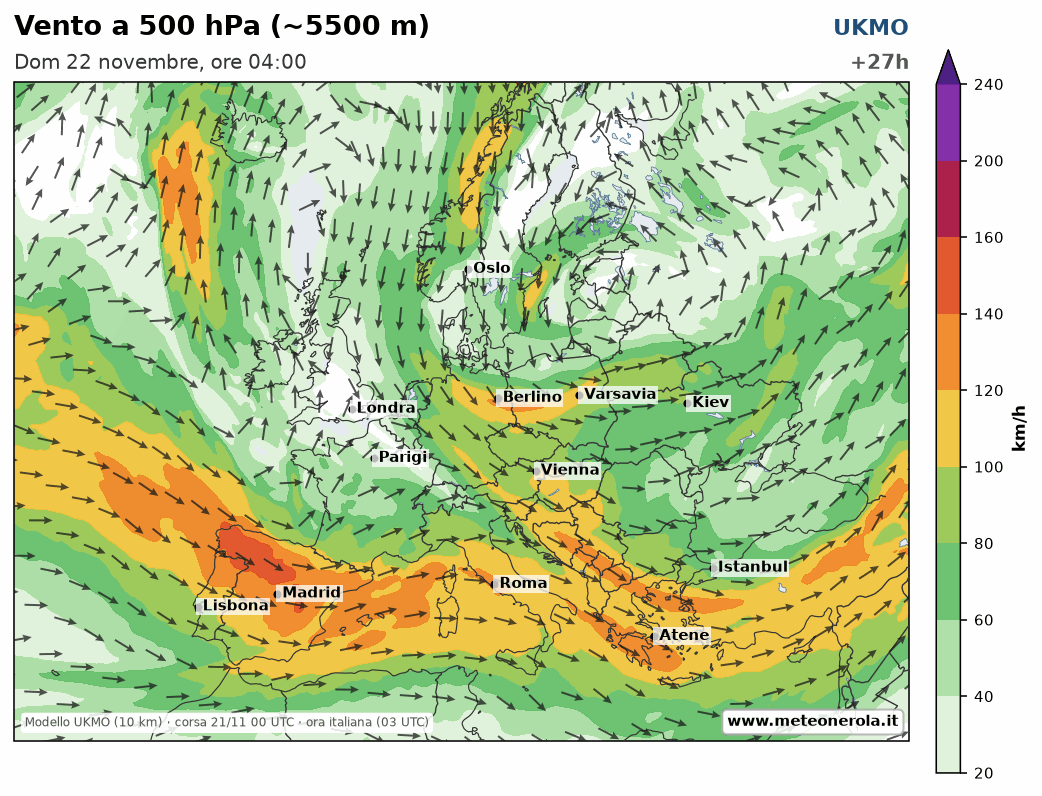 Vento a 500 hPa (~5500 m)
UKMO
Dom 22 novembre, ore 04:00
+27h
240
200
160
140
120
100
80
60
40
20
km/h
Oslo
Berlino
Varsavia
Kiev
Londra
Parigi
Vienna
Istanbul
Roma
Madrid
Lisbona
Atene
Modello UKMO (10 km) · corsa 21/11 00 UTC · ora italiana (03 UTC)
www.meteonerola.it